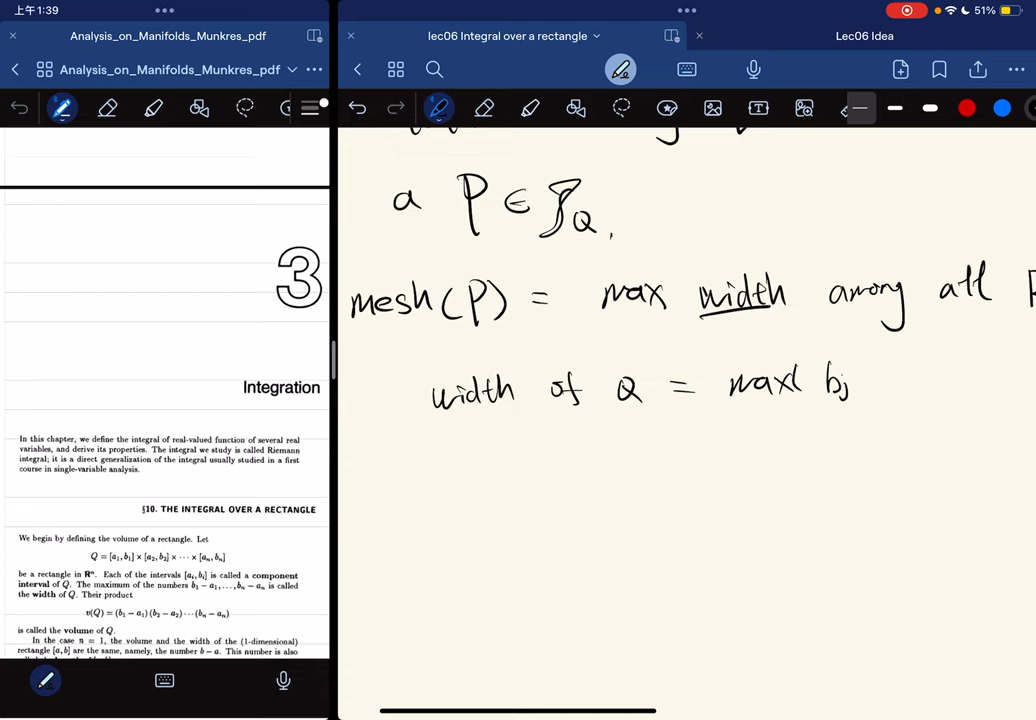 上午1:39
51%
Analysis_on_Manifolds_Munkres_pdf
Analysis_on_Manifolds_Munkres_pdf
3
Integration
In this chapter, we define the integral of real-valued function of several real
variables, and derive its properties. The integral we study is called Riemann
integral; it is a direct generalization of the integral usually studied in a first
course in single-variable analysis.
§10. THE INTEGRAL OVER A RECTANGLE
We begin by defining the volume of a rectangle. Let
Q = [a₁, b₁] × [a₂, b₂] × ··· × [aₙ, bₙ]
be a rectangle in Rⁿ. Each of the intervals [aᵢ, bᵢ] is called a component
interval of Q. The maximum of the numbers b₁ − a₁, . . . , bₙ − aₙ is called
the width of Q. Their product
v(Q) = (b₁ − a₁)(b₂ − a₂) ··· (bₙ − aₙ)
is called the volume of Q.
In the case n = 1, the volume and the width of the (1-dimensional)
rectangle [a, b] are the same, namely, the number b − a. This number is also
lec06 Integral over a rectangle
Lec06 Idea
a P ∈ 𝒫_Q,
mesh(P) = max width among all
width of Q = max bⱼ